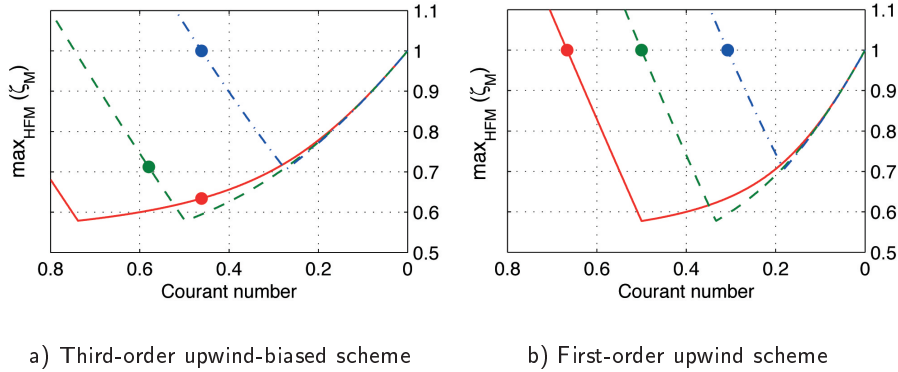 1.1
1
0.9
0.8
0.7
0.6
0.5
max_HFM (ζ_M)
0.8 0.6 0.4 0.2 0
Courant number
a) Third-order upwind-biased scheme
1.1
1
0.9
0.8
0.7
0.6
0.5
max_HFM (ζ_M)
0.8 0.6 0.4 0.2 0
Courant number
b) First-order upwind scheme